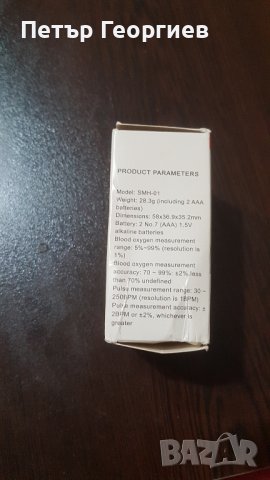 Петър Георгиев
PRODUCT PARAMETERS
Model: SMH-01
Weight: 28.3g (including 2 AAA
batteries)
Dimensions: 58x36.9x35.2mm
Battery: 2 No.7 (AAA) 1.5V
alkaline batteries
Blood oxygen measurement
range: 5%~99% (resolution is
1%)
Blood oxygen measurement
accuracy: 70 ~ 99%: ±2% less
than 70% undefined
Pulse measurement range: 30 ~
250BPM (resolution is 1BPM)
Pulse measurement accuracy: ±
2BPM or ±2%, whichever is
greater
BAZAR